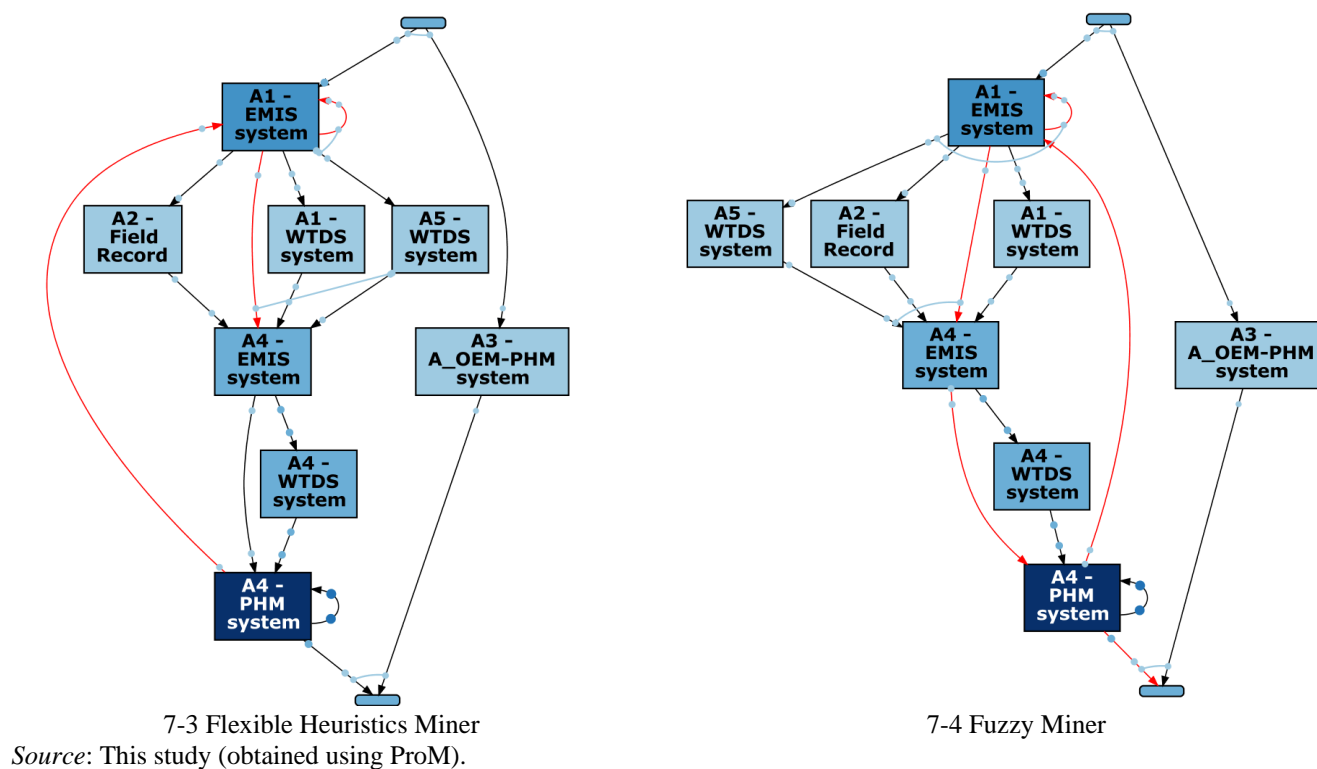 A1 -
EMIS
system
A2 -
Field
Record
A1 -
WTDS
system
A5 -
WTDS
system
A4 -
EMIS
system
A3 -
A_OEM-PHM
system
A4 -
WTDS
system
A4 -
PHM
system
7-3 Flexible Heuristics Miner
A1 -
EMIS
system
A5 -
WTDS
system
A2 -
Field
Record
A1 -
WTDS
system
A4 -
EMIS
system
A3 -
A_OEM-PHM
system
A4 -
WTDS
system
A4 -
PHM
system
7-4 Fuzzy Miner
Source: This study (obtained using ProM).